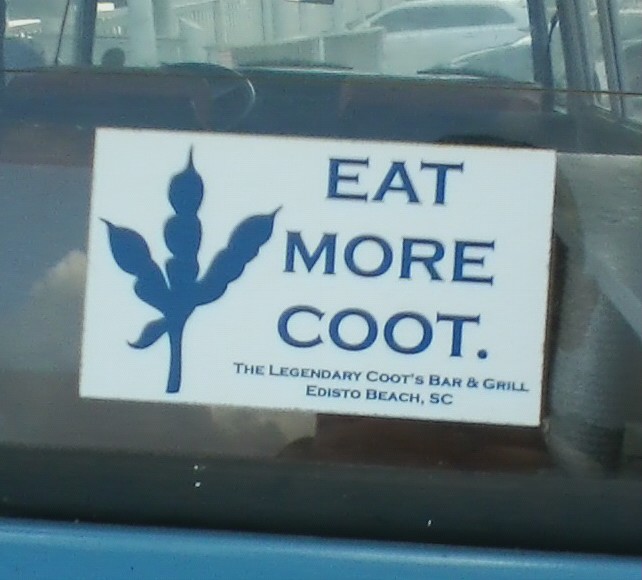 EAT
MORE
COOT.
THE LEGENDARY COOT'S BAR & GRILL
EDISTO BEACH, SC